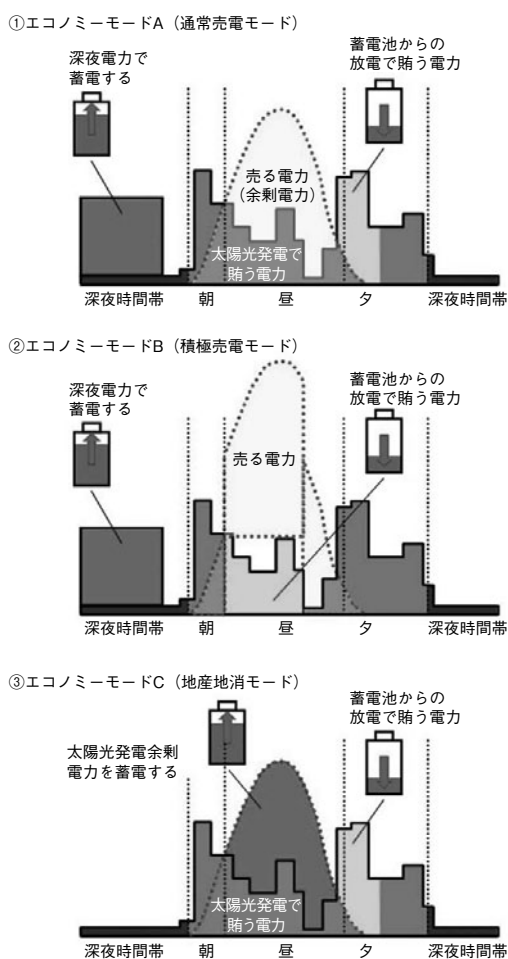 ①エコノミーモードA（通常売電モード）
深夜電力で
蓄電する
蓄電池からの
放電で賄う電力
売る電力
（余剰電力）
太陽光発電で
賄う電力
深夜時間帯 朝 昼 夕 深夜時間帯
②エコノミーモードB（積極売電モード）
深夜電力で
蓄電する
蓄電池からの
放電で賄う電力
売る電力
深夜時間帯 朝 昼 夕 深夜時間帯
③エコノミーモードC（地産地消モード）
蓄電池からの
放電で賄う電力
太陽光発電余剰
電力を蓄電する
太陽光発電で
賄う電力
深夜時間帯 朝 昼 夕 深夜時間帯